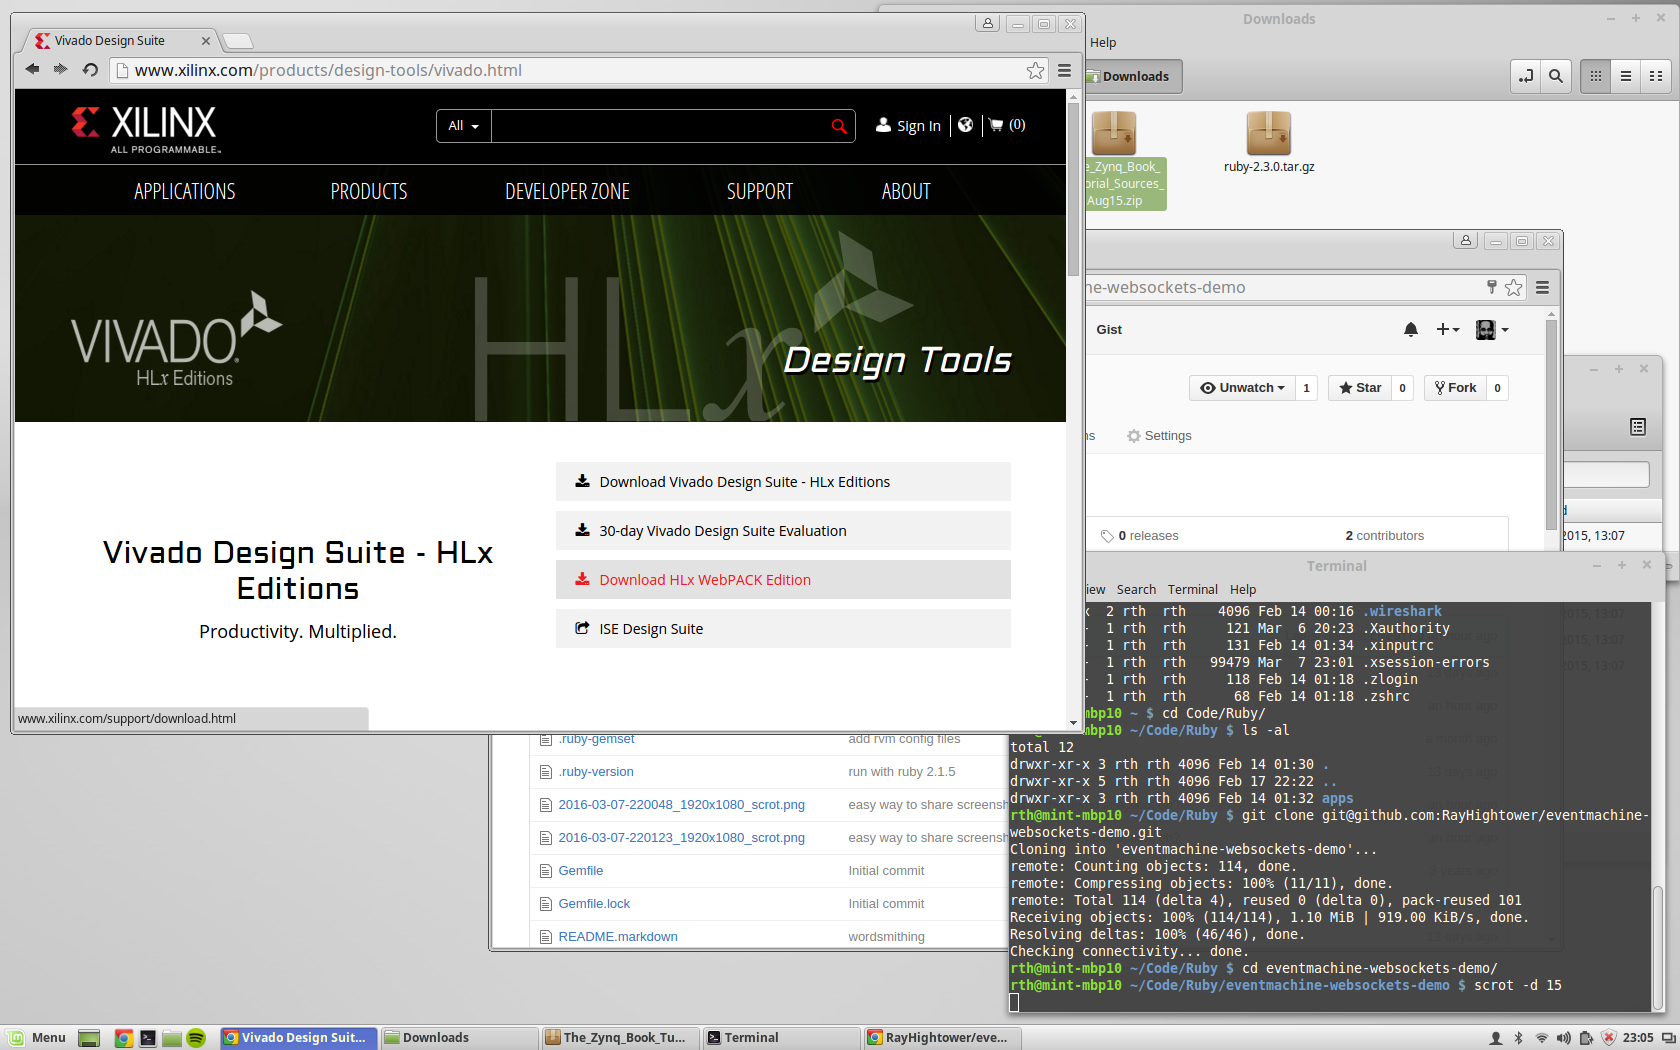 Vivado Design Suite
www.xilinx.com/products/design-tools/vivado.html
XILINX
ALL PROGRAMMABLE™
All
Sign In
(0)
APPLICATIONS PRODUCTS DEVELOPER ZONE SUPPORT ABOUT
VIVADO
HLx Editions
HLx
Design Tools
Vivado Design Suite - HLx
Editions
Productivity. Multiplied.
Download Vivado Design Suite - HLx Editions
30-day Vivado Design Suite Evaluation
Download HLx WebPACK Edition
ISE Design Suite
www.xilinx.com/support/download.html
Downloads
Help
Downloads
e_Zynq_Book_
orial_Sources_
Aug15.zip
ruby-2.3.0.tar.gz
ne-websockets-demo
Gist
Unwatch 1
Star 0
Fork 0
ns
Settings
0 releases
2 contributors
d
2015, 13:07
2015, 13:07
2015, 13:07
.ruby-gemset add rvm config files
.ruby-version run with ruby 2.1.5
2016-03-07-220048_1920x1080_scrot.png easy way to share screensh
2016-03-07-220123_1920x1080_scrot.png easy way to share screensh
Gemfile Initial commit
Gemfile.lock Initial commit
README.markdown wordsmithing
Terminal
iew Search Terminal Help
x 2 rth rth 4096 Feb 14 00:16 .wireshark
- 1 rth rth 121 Mar 6 20:23 .Xauthority
- 1 rth rth 131 Feb 14 01:34 .xinputrc
- 1 rth rth 99479 Mar 7 23:01 .xsession-errors
- 1 rth rth 118 Feb 14 01:18 .zlogin
- 1 rth rth 68 Feb 14 01:18 .zshrc
mbp10 ~ $ cd Code/Ruby/
mbp10 ~/Code/Ruby $ ls -al
total 12
drwxr-xr-x 3 rth rth 4096 Feb 14 01:30 .
drwxr-xr-x 5 rth rth 4096 Feb 17 22:22 ..
drwxr-xr-x 3 rth rth 4096 Feb 14 01:32 apps
rth@mint-mbp10 ~/Code/Ruby $ git clone git@github.com:RayHightower/eventmachine-
websockets-demo.git
Cloning into 'eventmachine-websockets-demo'...
remote: Counting objects: 114, done.
remote: Compressing objects: 100% (11/11), done.
remote: Total 114 (delta 4), reused 0 (delta 0), pack-reused 101
Receiving objects: 100% (114/114), 1.10 MiB | 919.00 KiB/s, done.
Resolving deltas: 100% (46/46), done.
Checking connectivity... done.
rth@mint-mbp10 ~/Code/Ruby $ cd eventmachine-websockets-demo/
rth@mint-mbp10 ~/Code/Ruby/eventmachine-websockets-demo $ scrot -d 15
Menu
Vivado Design Suit...
Downloads
The_Zynq_Book_Tu...
Terminal
RayHightower/eve...
23:05